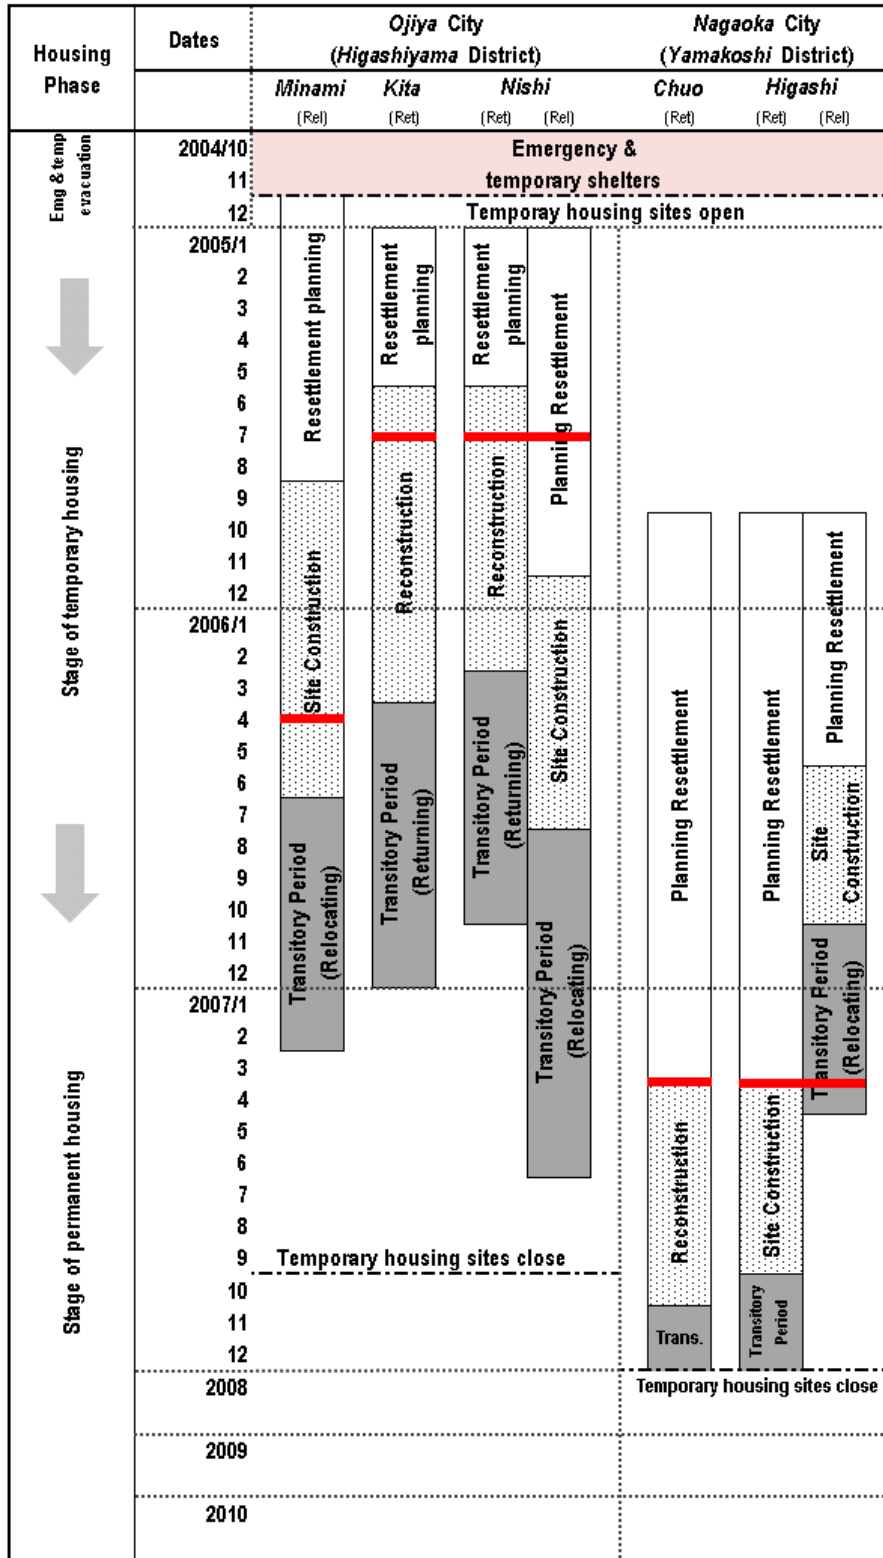 Housing
Phase
Dates
Ojiya City
(Higashiyama District)
Nagaoka City
(Yamakoshi District)
Minami
(Rel)
Kita
(Ret)
Nishi
(Ret)
(Rel)
Chuo
(Ret)
Higashi
(Ret)
(Rel)
Emg & temp
evacuation
Stage of temporary housing
Stage of permanent housing
2004/10
11
12
2005/1
2
3
4
5
6
7
8
9
10
11
12
2006/1
2
3
4
5
6
7
8
9
10
11
12
2007/1
2
3
4
5
6
7
8
9
10
11
12
2008
2009
2010
Emergency &
temporary shelters
Temporay housing sites open
Resettlement planning
Site Construction
Transitory Period
(Relocating)
Resettlement
planning
Reconstruction
Transitory Period
(Returning)
Resettlement
planning
Reconstruction
Transitory Period
(Returning)
Planning Resettlement
Site Construction
Transitory Period
(Relocating)
Temporary housing sites close
Planning Resettlement
Reconstruction
Trans.
Planning Resettlement
Site Construction
Transitory
Period
Planning Resettlement
Site
Construction
Transitory Period
(Relocating)
Temporary housing sites close